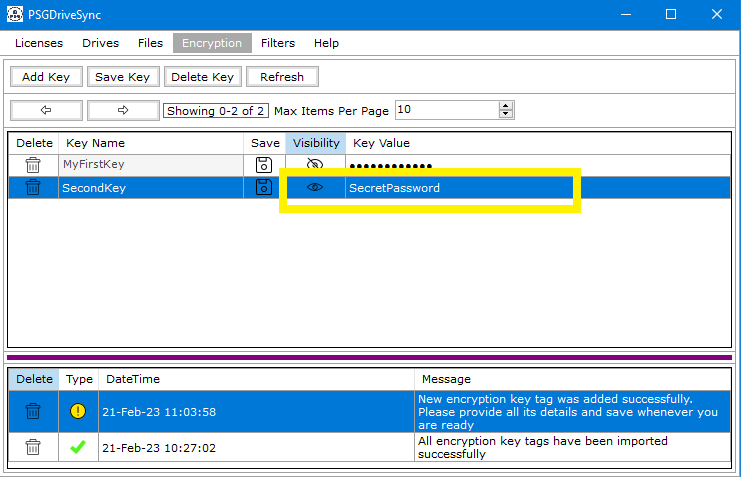 PSGDriveSync
Licenses Drives Files Encryption Filters Help
Add Key Save Key Delete Key Refresh
Showing 0-2 of 2 Max Items Per Page 10
Delete Key Name Save Visibility Key Value
MyFirstKey ●●●●●●●●●●●●
SecondKey SecretPassword
Delete Type DateTime Message
21-Feb-23 11:03:58 New encryption key tag was added successfully.
Please provide all its details and save whenever you
are ready
21-Feb-23 10:27:02 All encryption key tags have been imported
successfully